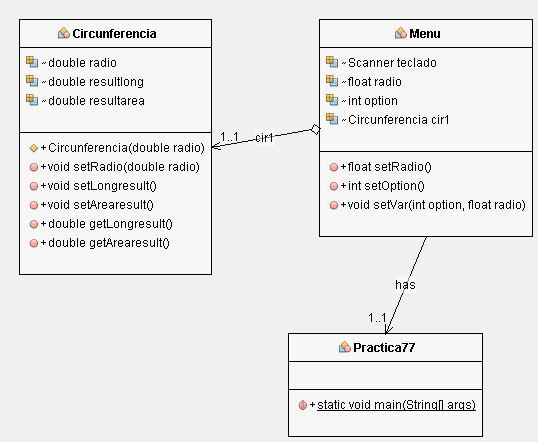 Circunferencia
~double radio
~double resultlong
~double resultarea
+Circunferencia(double radio)
+void setRadio(double radio)
+void setLongresult()
+void setArearesult()
+double getLongresult()
+double getArearesult()
1..1
cir1
Menu
~Scanner teclado
~float radio
~int option
~Circunferencia cir1
+float setRadio()
+int setOption()
+void setVar(int option, float radio)
has
1..1
Practica77
+static void main(String[] args)